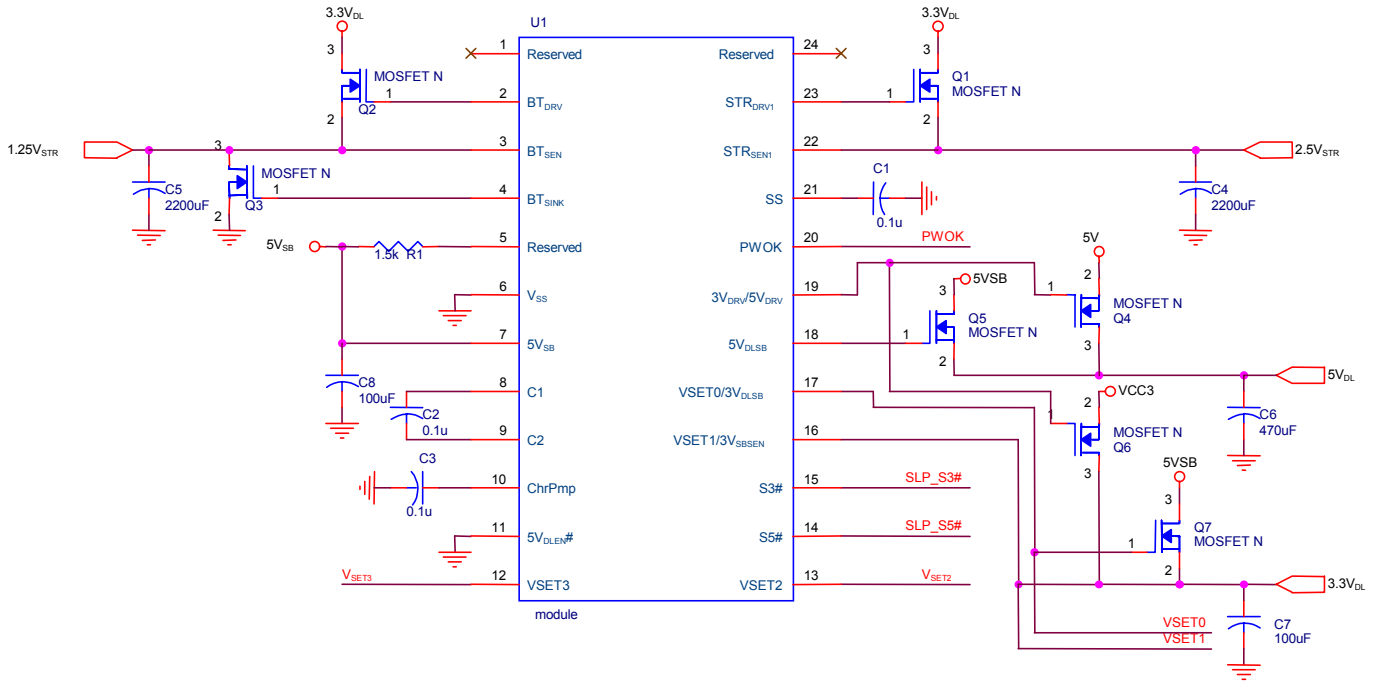 3.3VDL
U1
3.3VDL
3
MOSFET N
Q2
1
2
1
Reserved
2
BTDRV
3
BTSEN
4
BTSINK
5
Reserved
6
VSS
7
5VSB
8
C1
9
C2
10
ChrPmp
11
5VDLEN#
12
VSET3
24
Reserved
23
STRDRV1
22
STRSEN1
21
SS
20
PWOK
19
3VDRV/5VDRV
18
5VDLSB
17
VSET0/3VDLSB
16
VSET1/3VSBSEN
15
S3#
14
S5#
13
VSET2
module
1.25VSTR
C5
2200uF
3
MOSFET N
1
2
Q3
5VSB
1.5k R1
C8
100uF
C2
0.1u
C3
0.1u
VSET3
3
Q1
MOSFET N
1
2
2.5VSTR
C4
2200uF
C1
0.1u
PWOK
5V
2
1
MOSFET N
Q4
3
5VSB
3
Q5
MOSFET N
1
2
5VDL
C6
470uF
VCC3
2
1
MOSFET N
Q6
3
5VSB
3
Q7
MOSFET N
1
2
SLP_S3#
SLP_S5#
VSET2
3.3VDL
VSET0
VSET1
C7
100uF